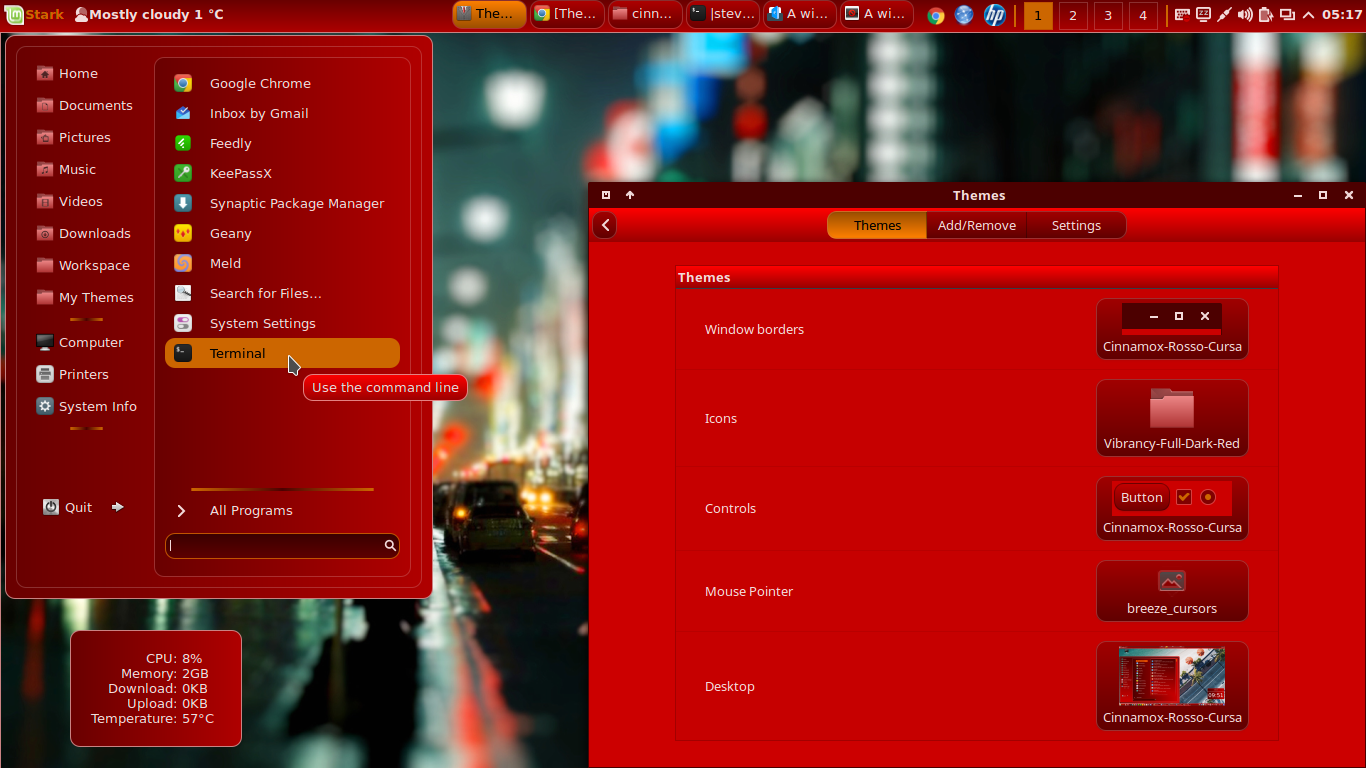 Stark
Mostly cloudy 1 °C
The...
[The...
cinn...
|stev...
A wi...
A wi...
hp
1
2
3
4
05:17
Home
Documents
Pictures
Music
Videos
Downloads
Workspace
My Themes
Computer
Printers
System Info
Quit
Google Chrome
Inbox by Gmail
Feedly
KeePassX
Synaptic Package Manager
Geany
Meld
Search for Files...
System Settings
Terminal
Use the command line
All Programs
CPU: 8%
Memory: 2GB
Download: 0KB
Upload: 0KB
Temperature: 57°C
Themes
Themes
Add/Remove
Settings
Themes
Window borders
Cinnamox-Rosso-Cursa
Icons
Vibrancy-Full-Dark-Red
Controls
Button
Cinnamox-Rosso-Cursa
Mouse Pointer
breeze_cursors
Desktop
09:51
Cinnamox-Rosso-Cursa